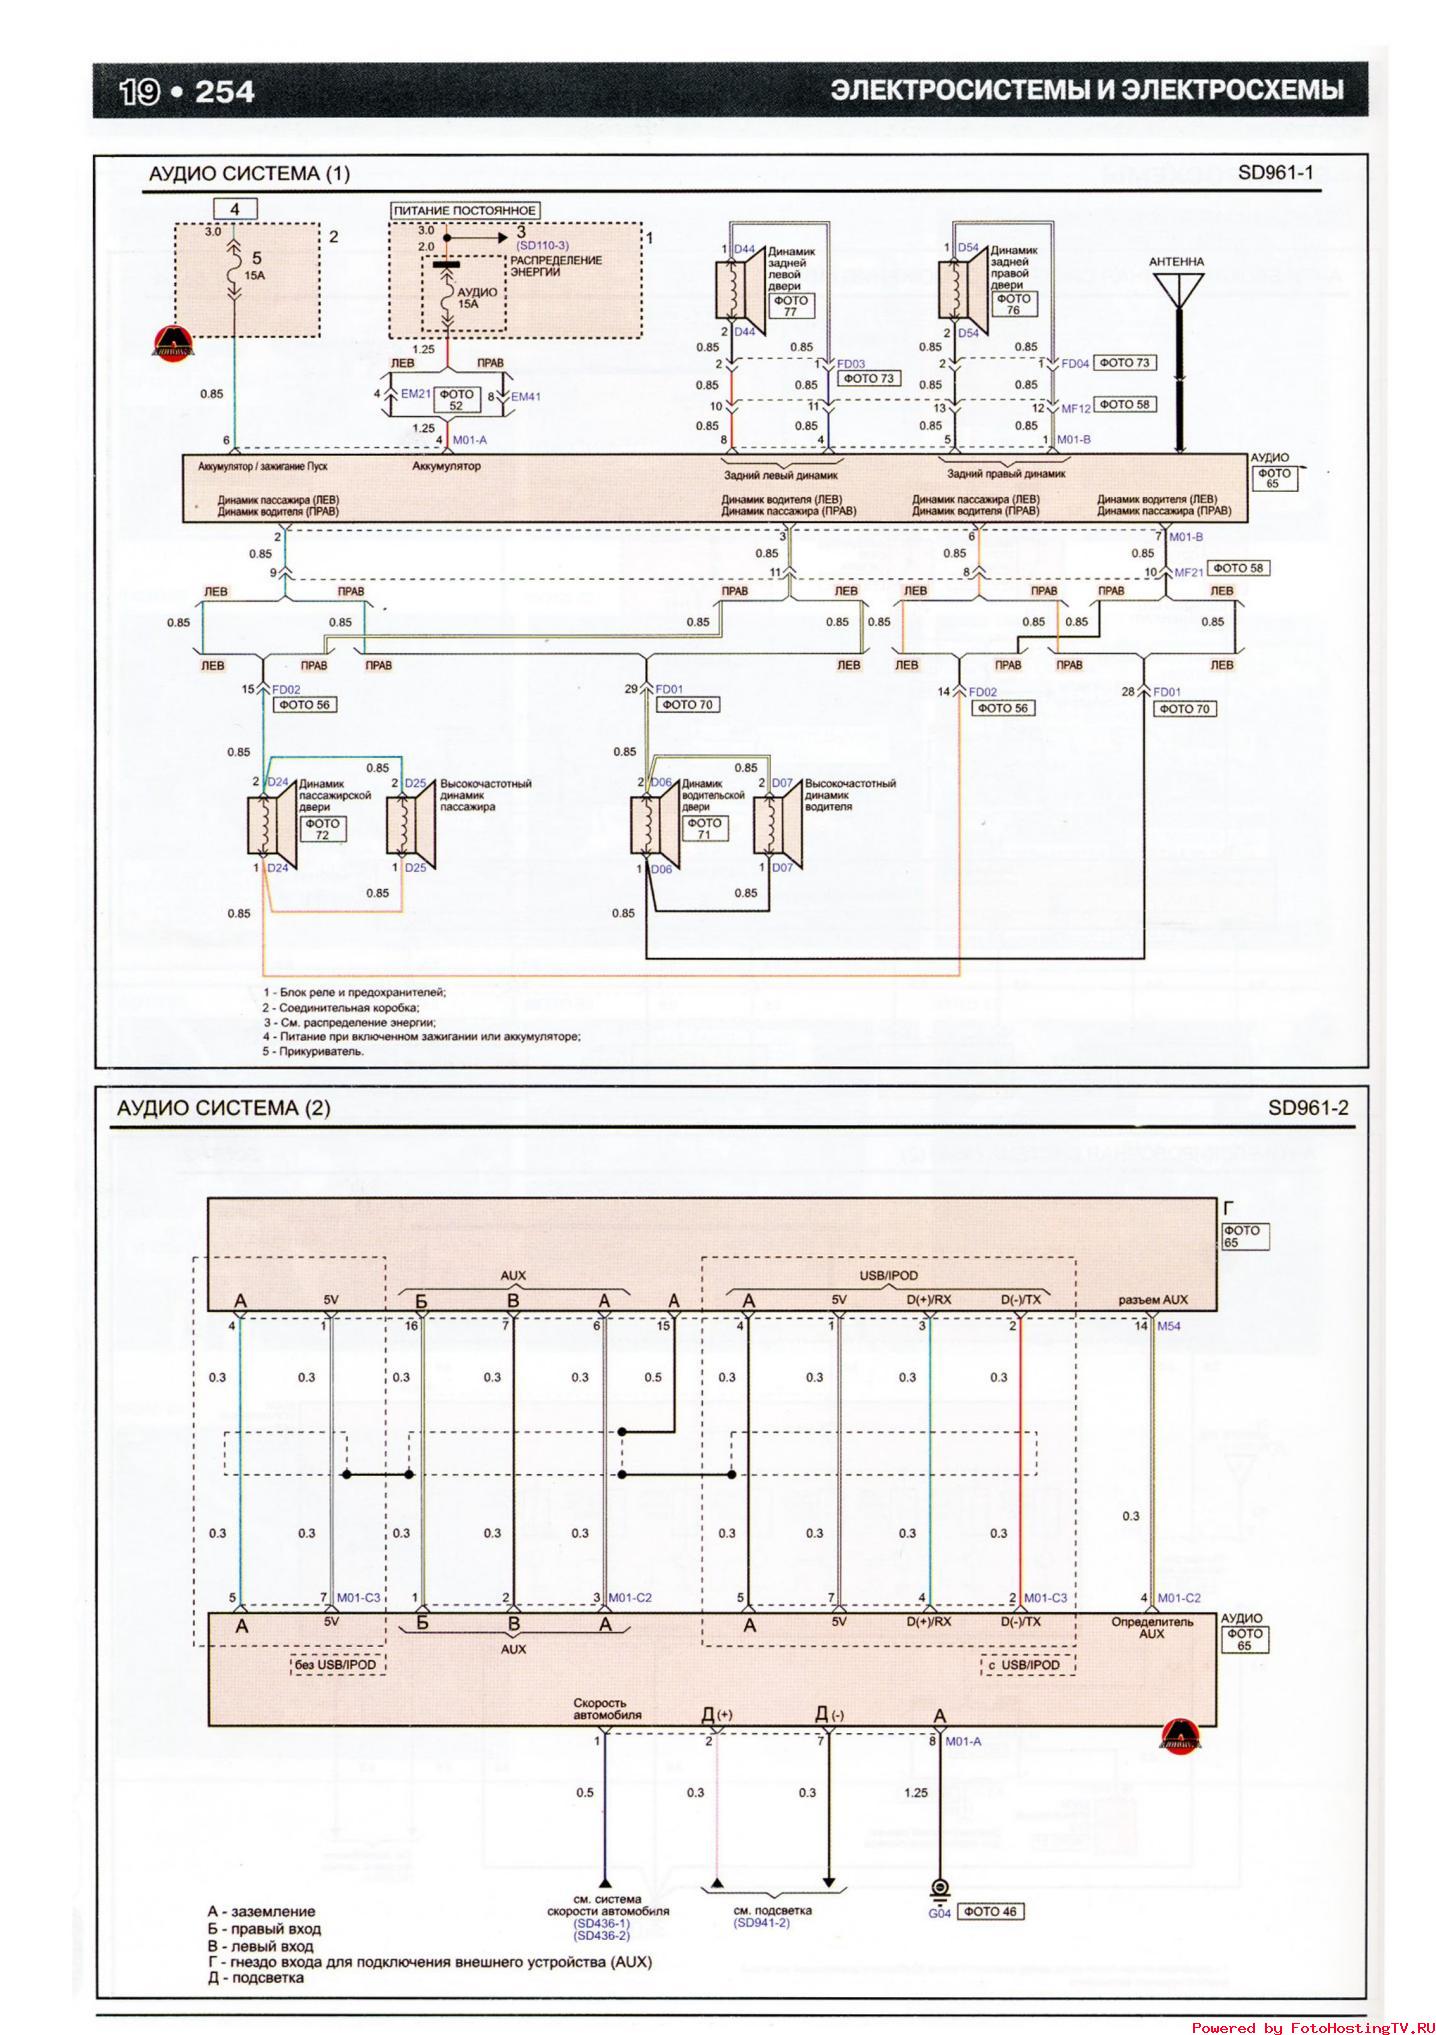 19 • 254
ЭЛЕКТРОСИСТЕМЫ И ЭЛЕКТРОСХЕМЫ
АУДИО СИСТЕМА (1)
SD961-1
4
3.0
5
15А
2
ПИТАНИЕ ПОСТОЯННОЕ
3.0
2.0
3
(SD110-3)
РАСПРЕДЕЛЕНИЕ
ЭНЕРГИИ
АУДИО
15А
1
1 D44
Динамик
задней
левой
двери
ФОТО
77
2 D44
1 D54
Динамик
задней
правой
двери
ФОТО
76
2 D54
АНТЕННА
1.25
ЛЕВ
ПРАВ
4 EM21
ФОТО
52
8 EM41
1.25
0.85
0.85 0.85 0.85 0.85
2 1 FD03 2 1 FD04 ФОТО 73
ФОТО 73
0.85 0.85 0.85 0.85
10 11 13 12 MF12 ФОТО 58
0.85 0.85 0.85 0.85
6 4 M01-A 8 4 5 1 M01-B
Аккумулятор / зажигание Пуск
Аккумулятор
Задний левый динамик
Задний правый динамик
АУДИО
ФОТО
65
Динамик пассажира (ЛЕВ)
Динамик водителя (ПРАВ)
Динамик водителя (ЛЕВ)
Динамик пассажира (ПРАВ)
Динамик пассажира (ЛЕВ)
Динамик водителя (ПРАВ)
Динамик водителя (ЛЕВ)
Динамик пассажира (ПРАВ)
2 3 6 7 M01-B
0.85 0.85 0.85 0.85
9 11 8 10 MF21 ФОТО 58
ЛЕВ ПРАВ ПРАВ ЛЕВ ЛЕВ ПРАВ ПРАВ ЛЕВ
0.85 0.85 0.85 0.85 0.85 0.85 0.85
ЛЕВ ПРАВ ПРАВ ЛЕВ ЛЕВ ПРАВ ПРАВ ЛЕВ
15 FD02 29 FD01 14 FD02 28 FD01
ФОТО 56 ФОТО 70 ФОТО 56 ФОТО 70
0.85 0.85 0.85 0.85
2 D24
Динамик
пассажирской
двери
ФОТО
72
1 D24
2 D25
Высокочастотный
динамик
пассажира
1 D25
2 D06
Динамик
водительской
двери
ФОТО
71
1 D06
2 D07
Высокочастотный
динамик
водителя
1 D07
0.85 0.85 0.85 0.85
1 - Блок реле и предохранителей;
2 - Соединительная коробка;
3 - См. распределение энергии;
4 - Питание при включенном зажигании или аккумуляторе;
5 - Прикуриватель.
АУДИО СИСТЕМА (2)
SD961-2
Г
ФОТО
65
AUX
USB/IPOD
А 5V Б В А А А 5V D(+)/RX D(-)/TX разъем AUX
4 1 16 7 6 15 4 1 3 2 14 M54
0.3 0.3 0.3 0.3 0.3 0.5 0.3 0.3 0.3 0.3
0.3
0.3 0.3 0.3 0.3 0.3 0.3 0.3 0.3 0.3
5 7 M01-C3 1 2 3 M01-C2 5 7 4 2 M01-C3 4 M01-C2
А 5V Б В А А 5V D(+)/RX D(-)/TX Определитель
AUX
AUX
АУДИО
ФОТО
65
без USB/IPOD
с USB/IPOD
Скорость
автомобиля
Д (+) Д (-) А
1 2 7 8 M01-A
0.5 0.3 0.3 1.25
см. система
скорости автомобиля
(SD436-1)
(SD436-2)
см. подсветка
(SD941-2)
G04 ФОТО 46
А - заземление
Б - правый вход
В - левый вход
Г - гнездо входа для подключения внешнего устройства (AUX)
Д - подсветка
Powered by FotoHostingTV.RU